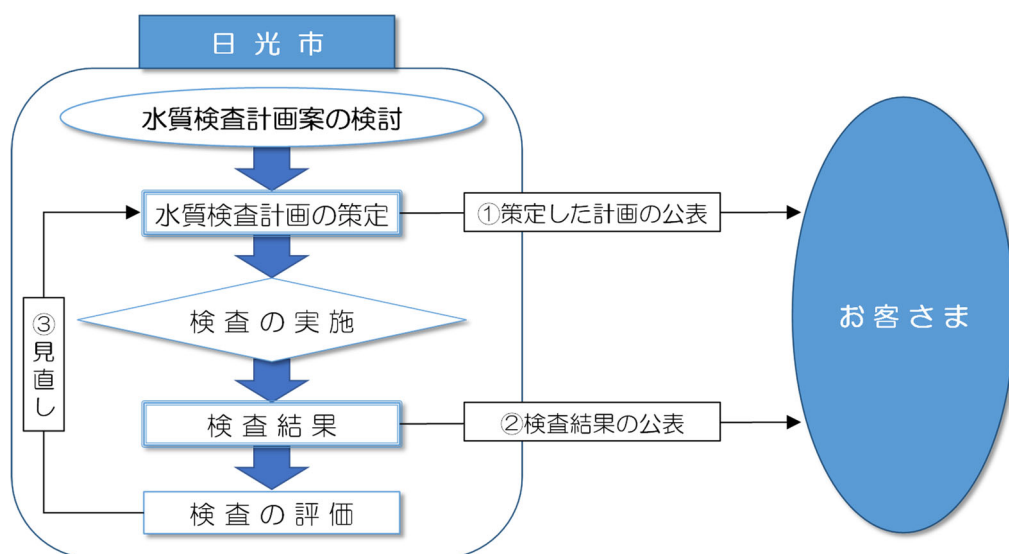 日光市
水質検査計画案の検討
水質検査計画の策定
①策定した計画の公表
検査の実施
お客さま
③見直し
検査結果
②検査結果の公表
検査の評価